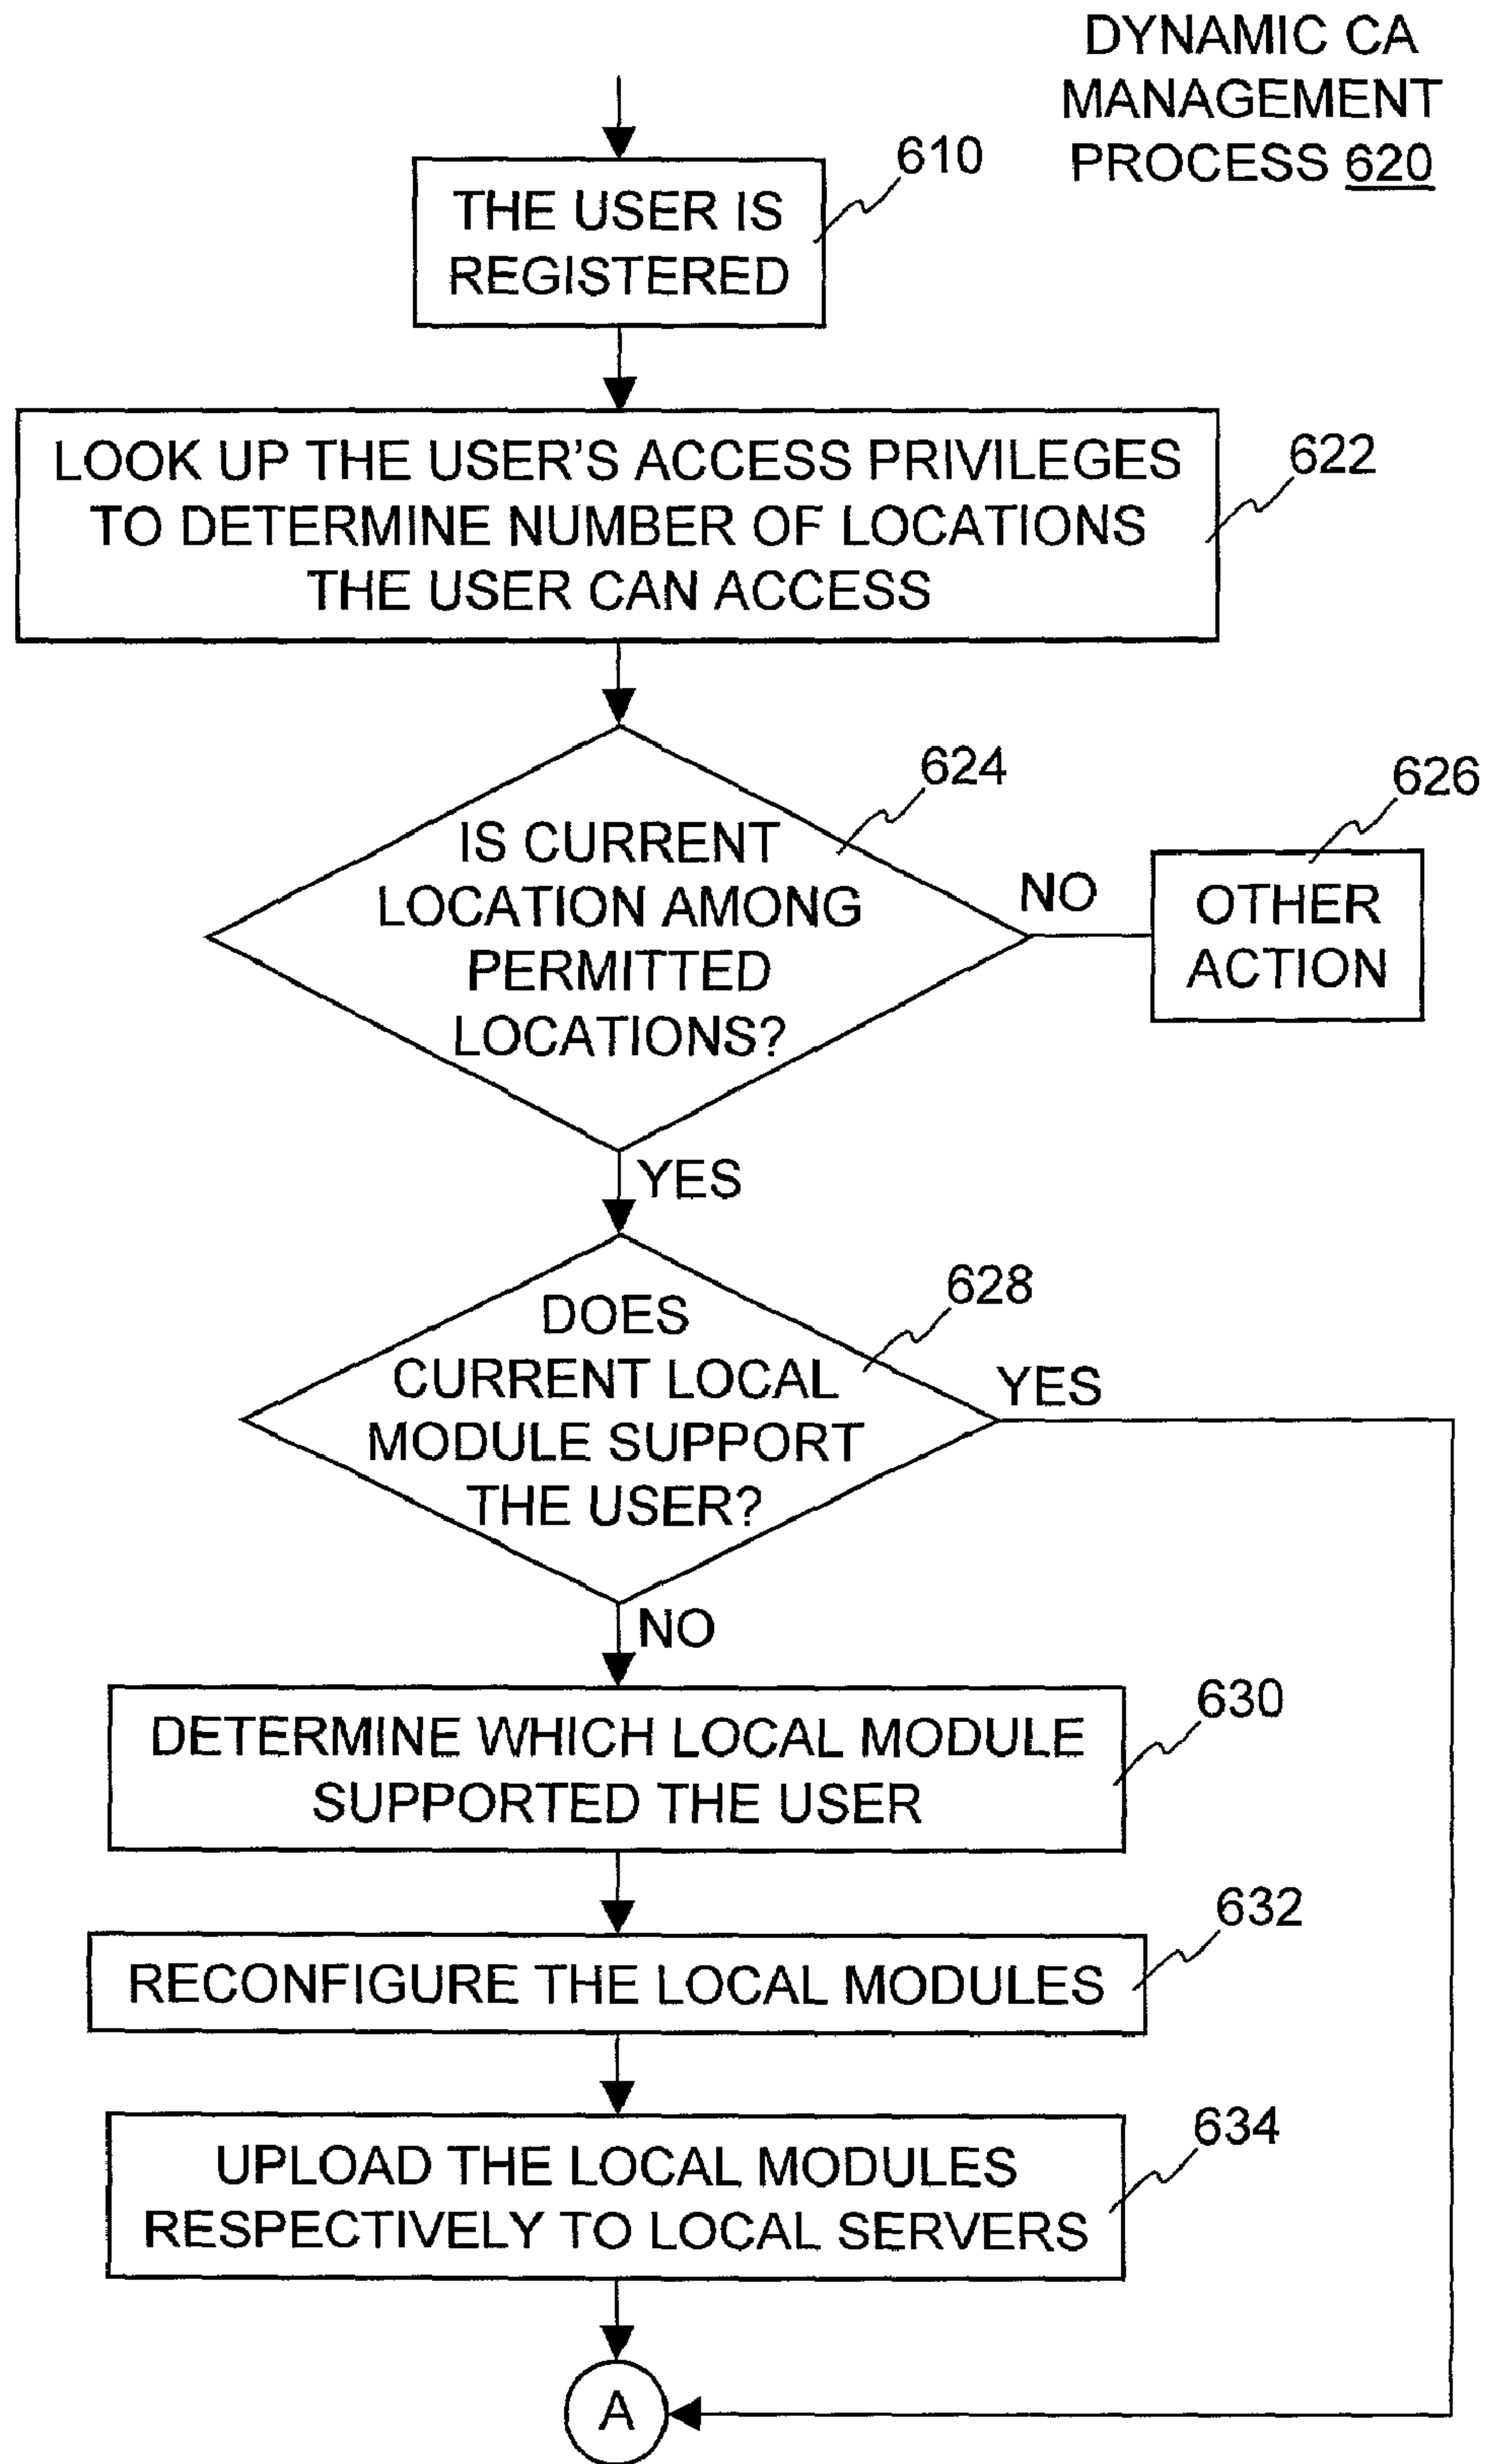 DYNAMIC CA
MANAGEMENT
PROCESS 620
610
THE USER IS
REGISTERED
LOOK UP THE USER'S ACCESS PRIVILEGES
TO DETERMINE NUMBER OF LOCATIONS
THE USER CAN ACCESS
622
624
IS CURRENT
LOCATION AMONG
PERMITTED
LOCATIONS?
NO
626
OTHER
ACTION
YES
628
DOES
CURRENT LOCAL
MODULE SUPPORT
THE USER?
YES
NO
630
DETERMINE WHICH LOCAL MODULE
SUPPORTED THE USER
632
RECONFIGURE THE LOCAL MODULES
634
UPLOAD THE LOCAL MODULES
RESPECTIVELY TO LOCAL SERVERS
A